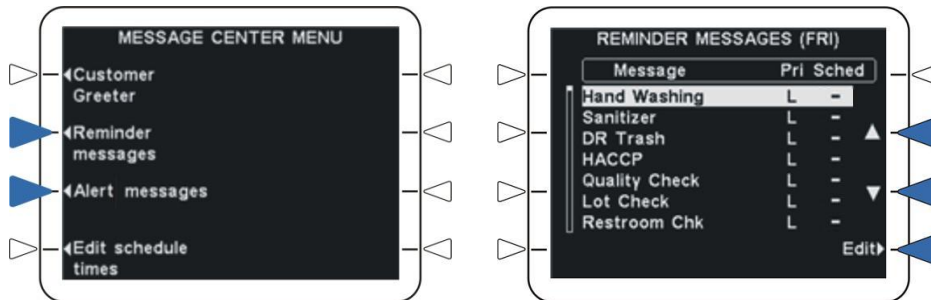 MESSAGE CENTER MENU
Customer
Greeter
Reminder
messages
Alert messages
Edit schedule
times
REMINDER MESSAGES (FRI)
Message Pri Sched
Hand Washing L -
Sanitizer L -
DR Trash L -
HACCP L -
Quality Check L -
Lot Check L -
Restroom Chk L -
Edit